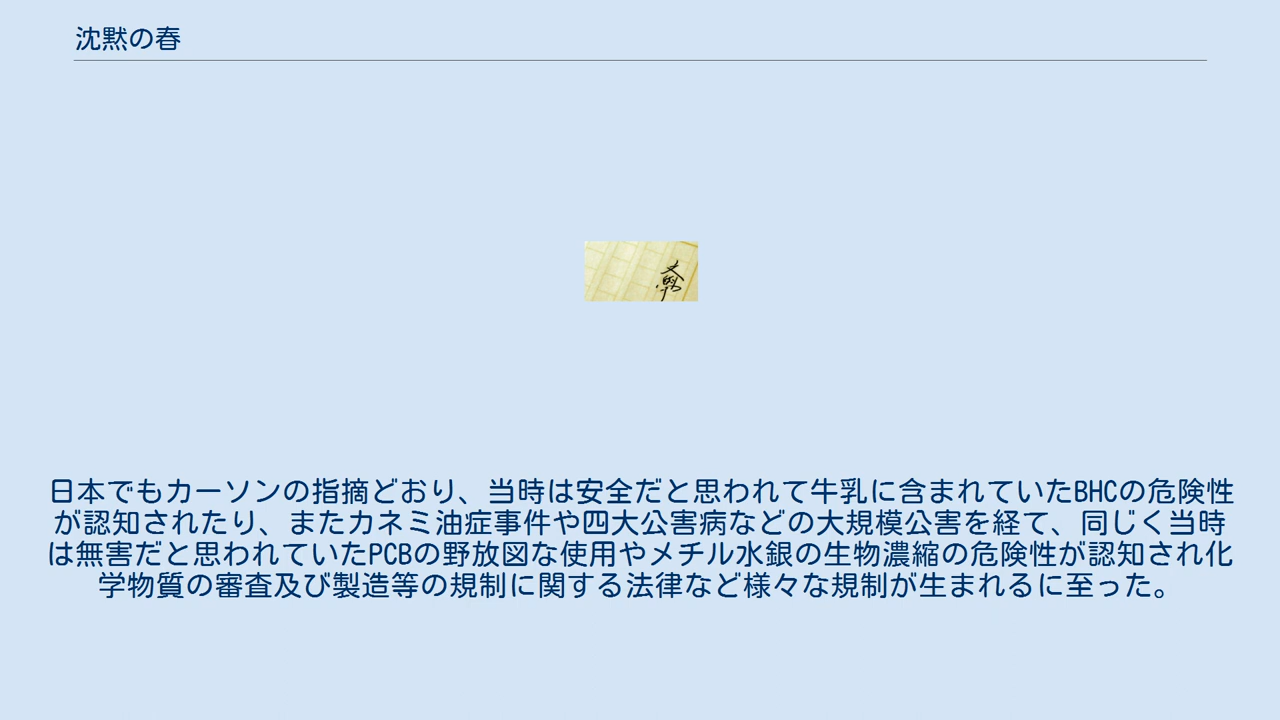 沈黙の春
日本でもカーソンの指摘どおり、当時は安全だと思われて牛乳に含まれていたBHCの危険性
が認知されたり、またカネミ油症事件や四大公害病などの大規模公害を経て、同じく当時
は無害だと思われていたPCBの野放図な使用やメチル水銀の生物濃縮の危険性が認知され化
学物質の審査及び製造等の規制に関する法律など様々な規制が生まれるに至った。